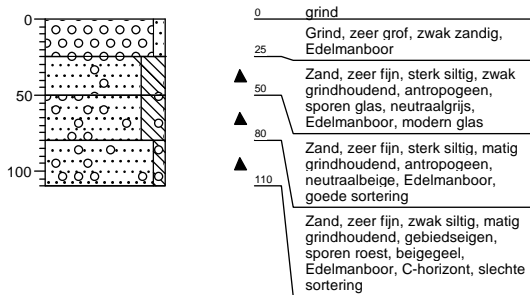 0
50
100
0
grind
Grind, zeer grof, zwak zandig,
Edelmanboor
25
Zand, zeer fijn, sterk siltig, zwak
grindhoudend, antropogeen,
sporen glas, neutraalgrijs,
Edelmanboor, modern glas
50
Zand, zeer fijn, sterk siltig, matig
grindhoudend, antropogeen,
neutraalbeige, Edelmanboor,
goede sortering
80
Zand, zeer fijn, zwak siltig, matig
grindhoudend, gebiedseigen,
sporen roest, beigegeel,
Edelmanboor, C-horizont, slechte
sortering
110